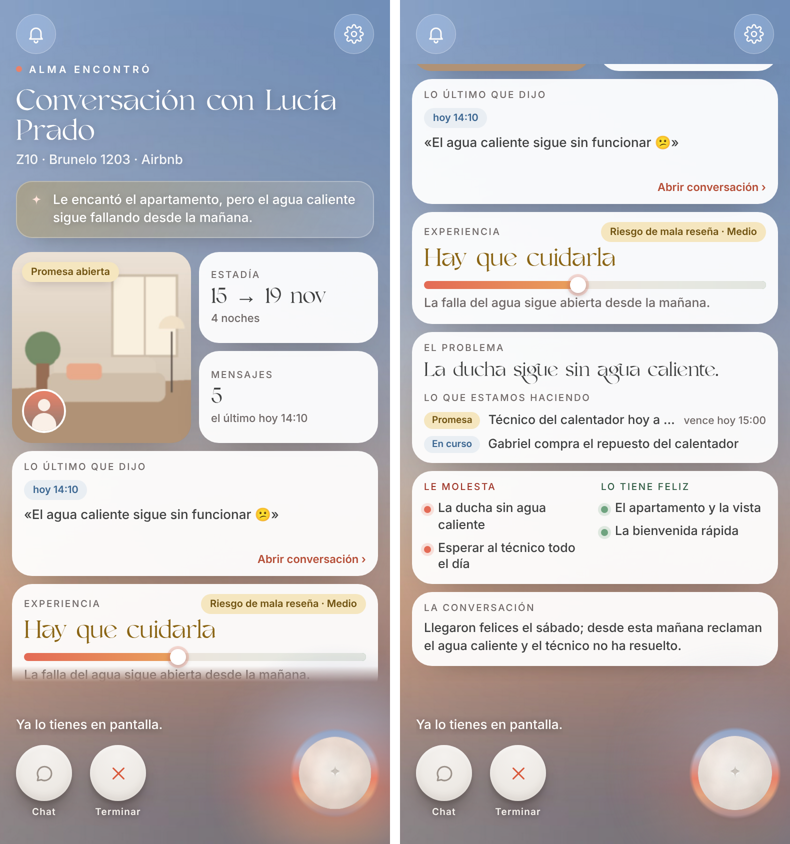 ALMA ENCONTRÓ
Conversación con Lucía
Prado
Z10 · Brunelo 1203 · Airbnb
Le encantó el apartamento, pero el agua caliente
sigue fallando desde la mañana.
Promesa abierta
ESTADÍA
15 → 19 nov
4 noches
MENSAJES
5
el último hoy 14:10
LO ÚLTIMO QUE DIJO
hoy 14:10
«El agua caliente sigue sin funcionar 😕»
Abrir conversación ›
EXPERIENCIA
Riesgo de mala reseña · Medio
Hay que cuidarla
La falla del agua sigue abierta desde la mañana.
Ya lo tienes en pantalla.
Chat
Terminar
LO ÚLTIMO QUE DIJO
hoy 14:10
«El agua caliente sigue sin funcionar 😕»
Abrir conversación ›
EXPERIENCIA
Riesgo de mala reseña · Medio
Hay que cuidarla
La falla del agua sigue abierta desde la mañana.
EL PROBLEMA
La ducha sigue sin agua caliente.
LO QUE ESTAMOS HACIENDO
Promesa Técnico del calentador hoy a ... vence hoy 15:00
En curso Gabriel compra el repuesto del calentador
LE MOLESTA
La ducha sin agua
caliente
Esperar al técnico todo
el día
LO TIENE FELIZ
El apartamento y la vista
La bienvenida rápida
LA CONVERSACIÓN
Llegaron felices el sábado; desde esta mañana reclaman
el agua caliente y el técnico no ha resuelto.
Ya lo tienes en pantalla.
Chat
Terminar